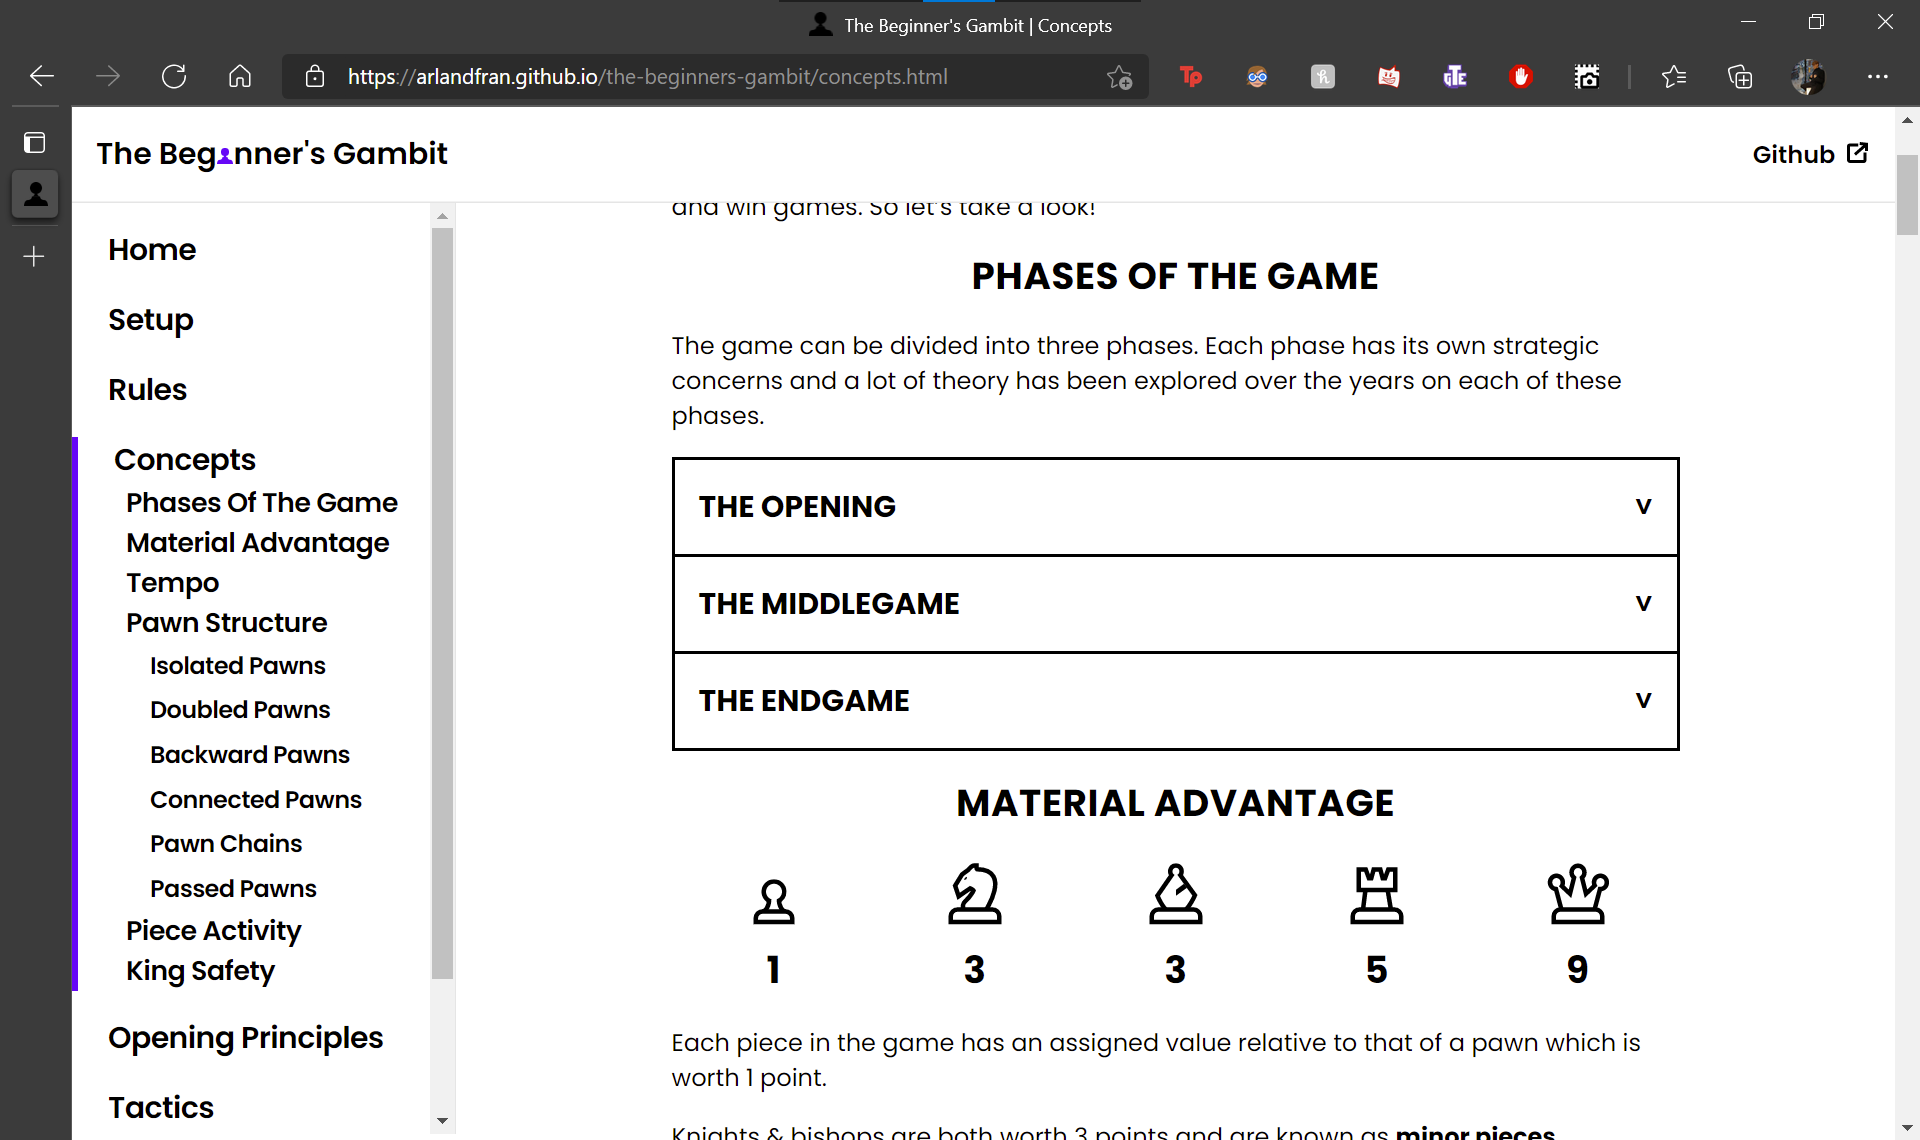 The Beginner's Gambit | Concepts
https://arlandfran.github.io/the-beginners-gambit/concepts.html
Tp
GTE
The Beginner's Gambit
Github
Home
Setup
Rules
Concepts
Phases Of The Game
Material Advantage
Tempo
Pawn Structure
Isolated Pawns
Doubled Pawns
Backward Pawns
Connected Pawns
Pawn Chains
Passed Pawns
Piece Activity
King Safety
Opening Principles
Tactics
and win games. So let's take a look!
PHASES OF THE GAME
The game can be divided into three phases. Each phase has its own strategic
concerns and a lot of theory has been explored over the years on each of these
phases.
THE OPENING V
THE MIDDLEGAME V
THE ENDGAME V
MATERIAL ADVANTAGE
1 3 3 5 9
Each piece in the game has an assigned value relative to that of a pawn which is
worth 1 point.
Knights & bishops are both worth 3 points and are known as minor pieces